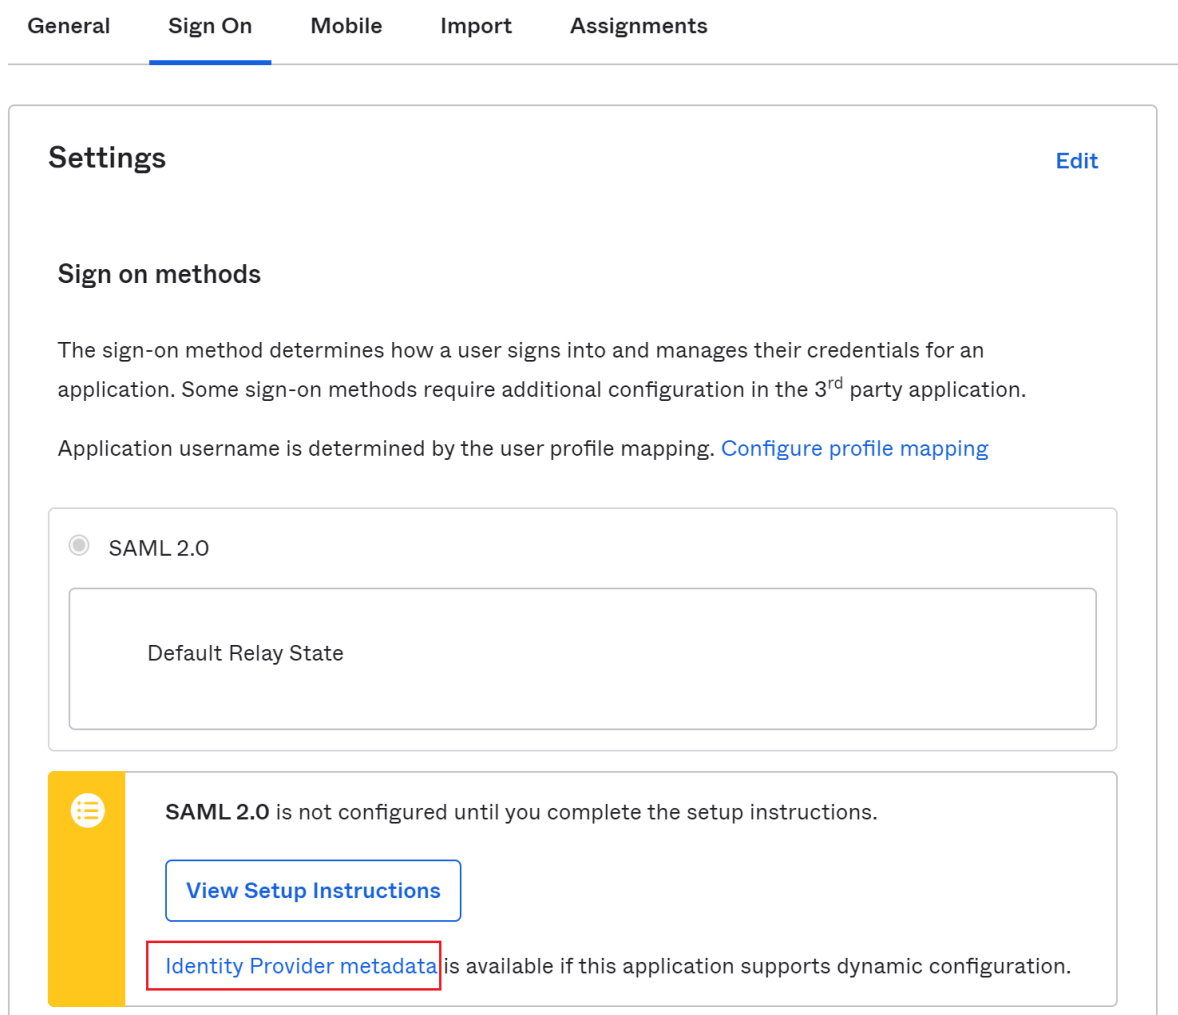 General Sign On Mobile Import Assignments
Settings
Edit
Sign on methods
The sign-on method determines how a user signs into and manages their credentials for an
application. Some sign-on methods require additional configuration in the 3rd party application.
Application username is determined by the user profile mapping. Configure profile mapping
SAML 2.0
Default Relay State
SAML 2.0 is not configured until you complete the setup instructions.
View Setup Instructions
Identity Provider metadata is available if this application supports dynamic configuration.